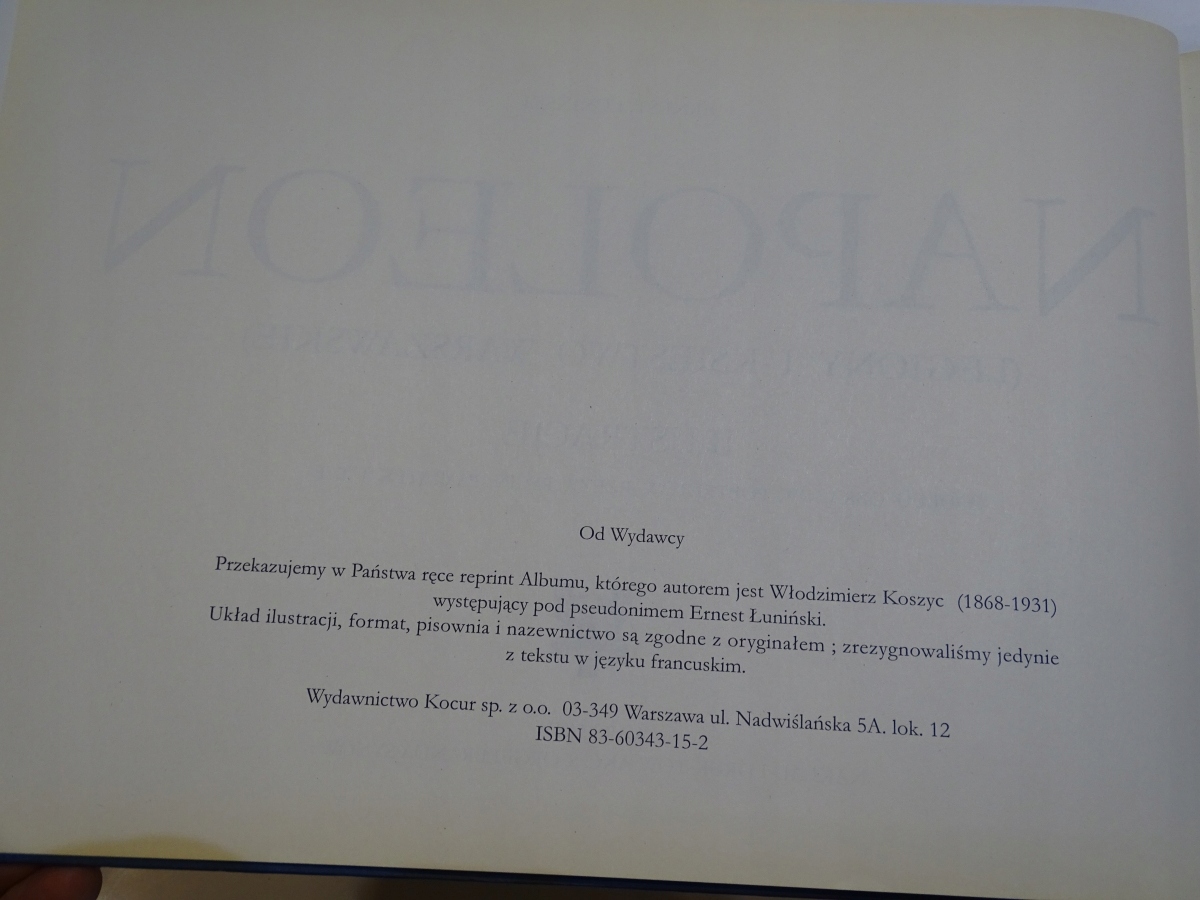 NAPOLEON
Od Wydawcy
Przekazujemy w Państwa ręce reprint Albumu, którego autorem jest Włodzimierz Koszyc (1868-1931)
występujący pod pseudonimem Ernest Łuniński.
Układ ilustracji, format, pisownia i nazewnictwo są zgodne z oryginałem ; zrezygnowaliśmy jedynie
z tekstu w języku francuskim.
Wydawnictwo Kocur sp. z o.o. 03-349 Warszawa ul. Nadwiślańska 5A. lok. 12
ISBN 83-60343-15-2